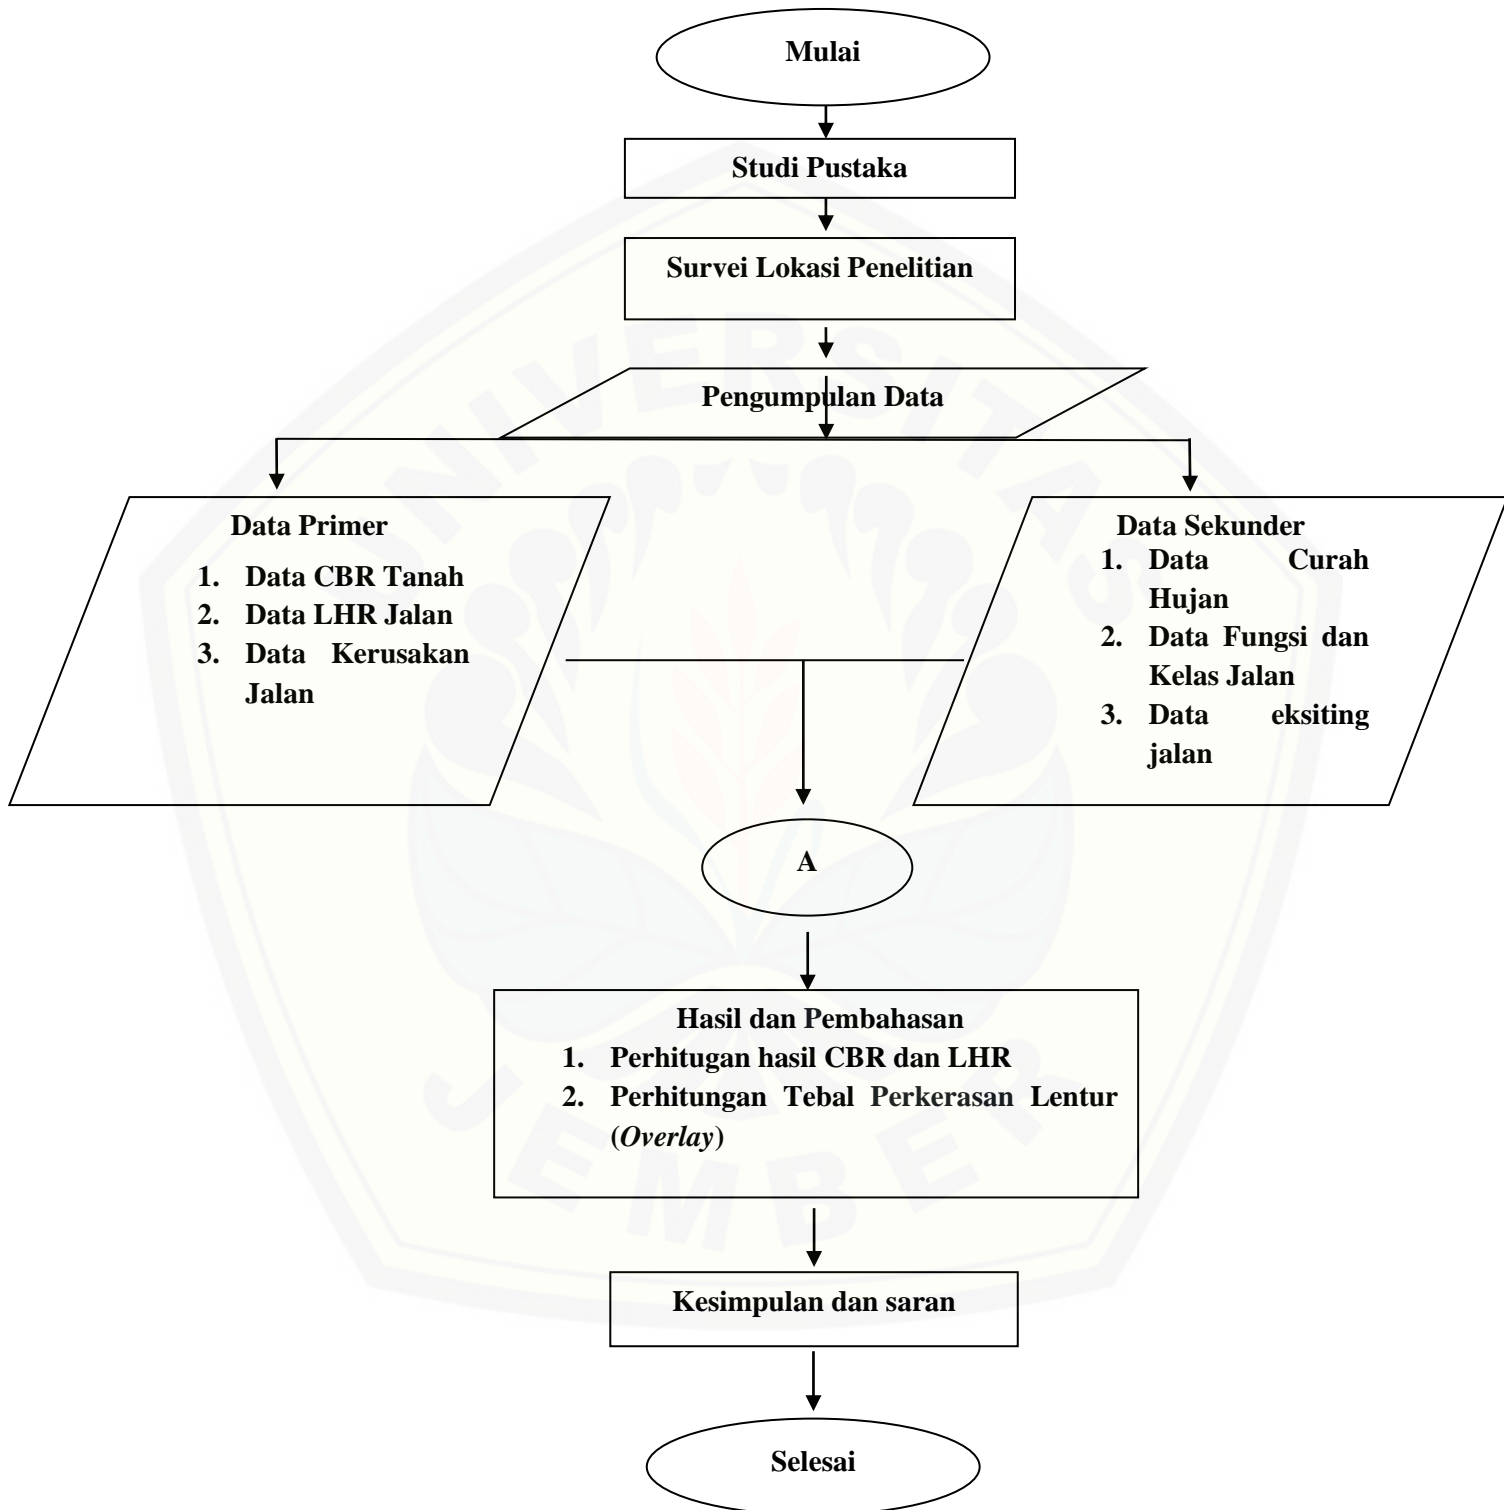 Mulai
Studi Pustaka
Survei Lokasi Penelitian
Pengumpulan Data
Data Primer
1. Data CBR Tanah
2. Data LHR Jalan
3. Data Kerusakan
Jalan
Data Sekunder
1. Data Curah
Hujan
2. Data Fungsi dan
Kelas Jalan
3. Data eksiting
jalan
A
Hasil dan Pembahasan
1. Perhitugan hasil CBR dan LHR
2. Perhitungan Tebal Perkerasan Lentur
(Overlay)
Kesimpulan dan saran
Selesai
UNIVERSITAS
JEMBER